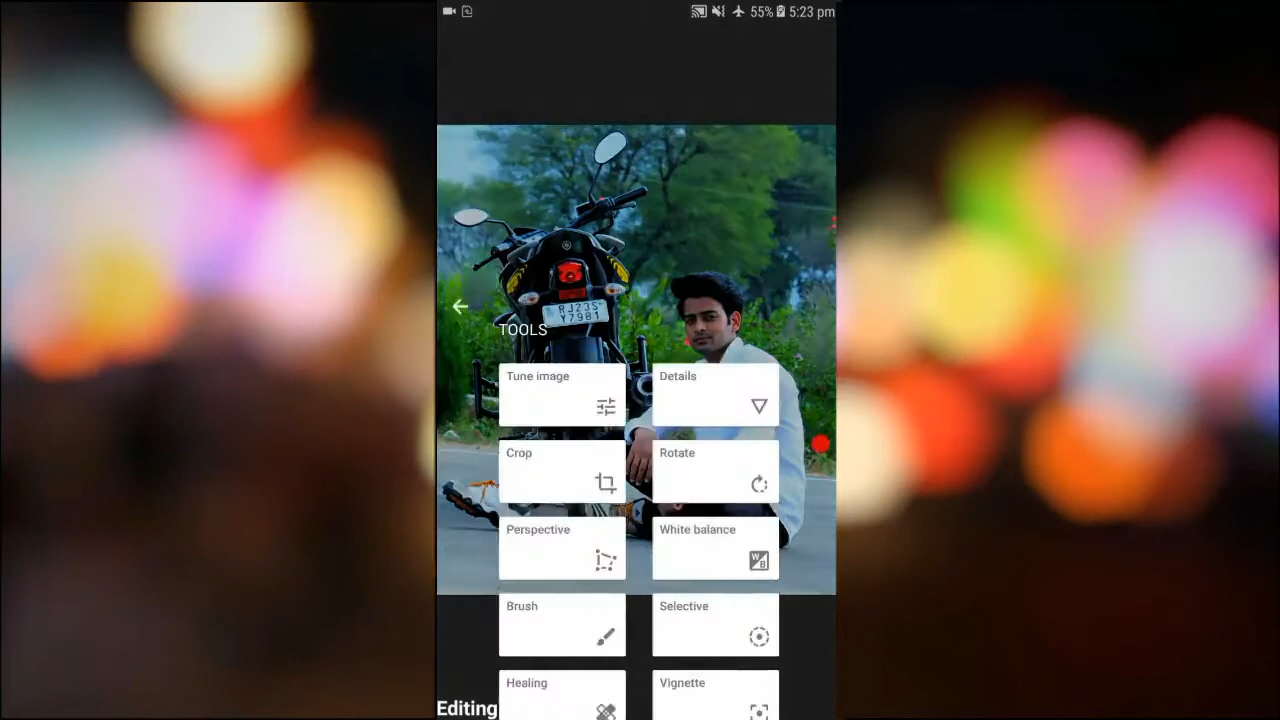 55% 5:23 pm
RJ23S
Y7981
TOOLS
Tune image
Details
Crop
Rotate
Perspective
White balance
WB
Brush
Selective
Healing
Vignette
Editing